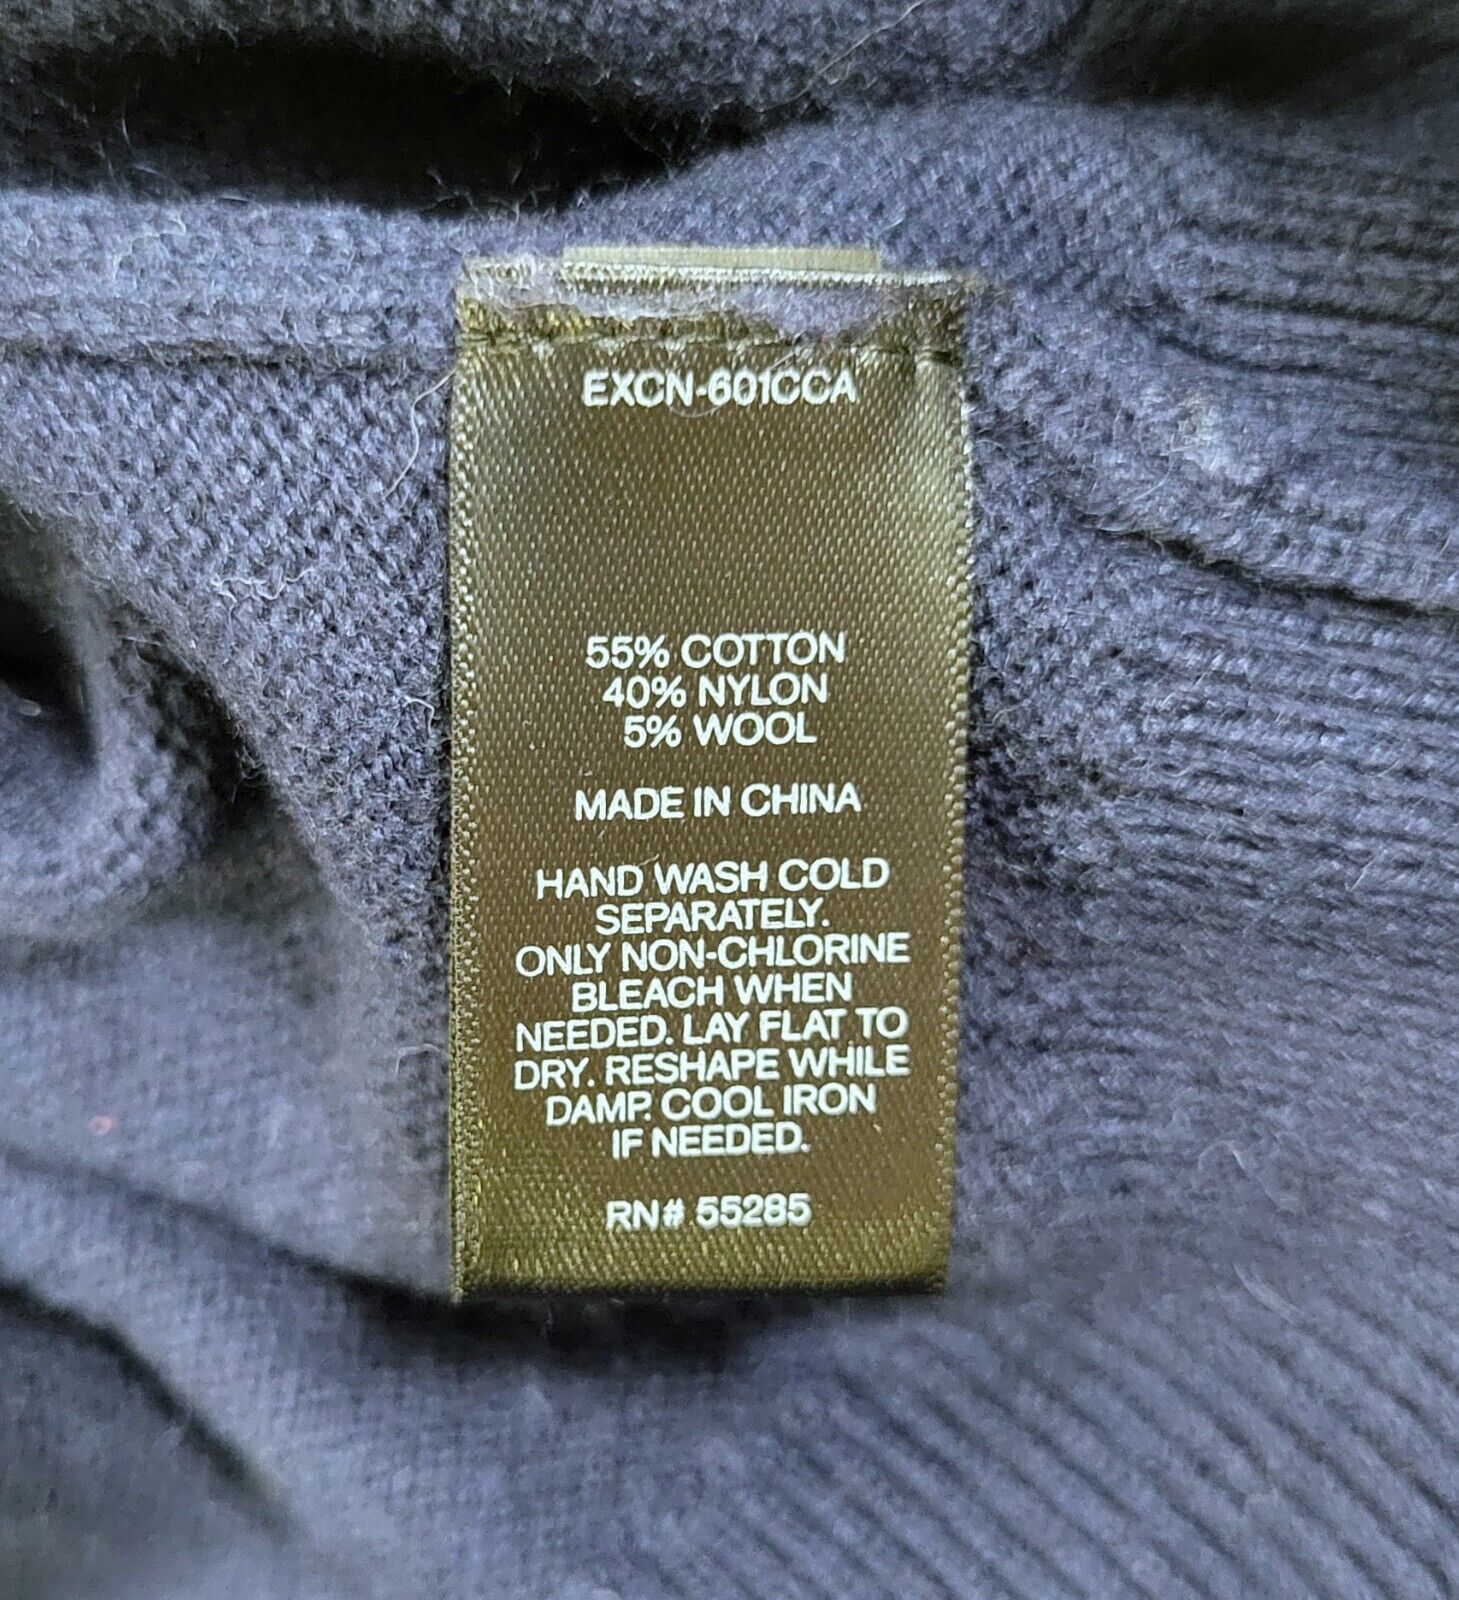 EXCN-601CCA
55% COTTON
40% NYLON
5% WOOL
MADE IN CHINA
HAND WASH COLD
SEPARATELY.
ONLY NON-CHLORINE
BLEACH WHEN
NEEDED. LAY FLAT TO
DRY. RESHAPE WHILE
DAMP. COOL IRON
IF NEEDED.
RN# 55285